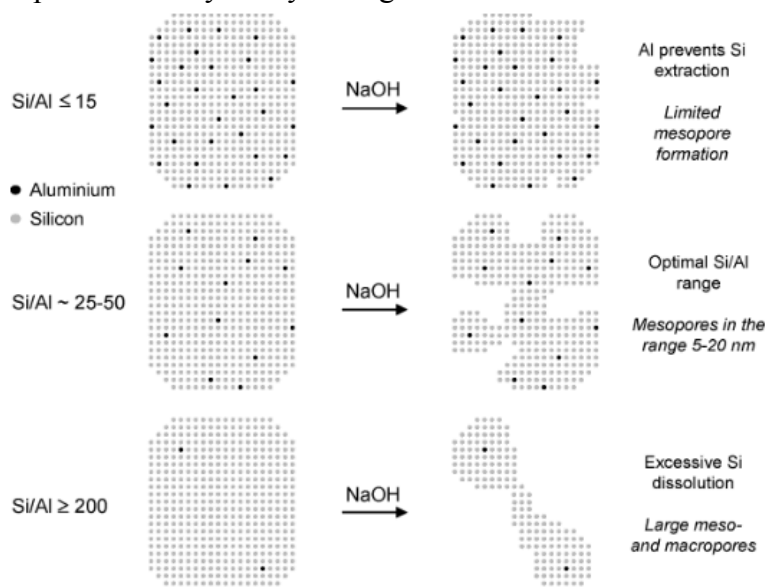 Si/Al ≤ 15
NaOH
Al prevents Si
extraction
Limited
mesopore
formation
Aluminium
Silicon
Si/Al ~ 25-50
NaOH
Optimal Si/Al
range
Mesopores in the
range 5-20 nm
Si/Al ≥ 200
NaOH
Excessive Si
dissolution
Large meso-
and macropores